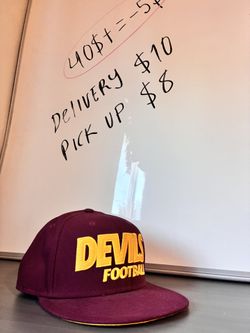 40$+ = -5$
DELIVERY $10
PICK UP $8
DEVILS
FOOTBALL